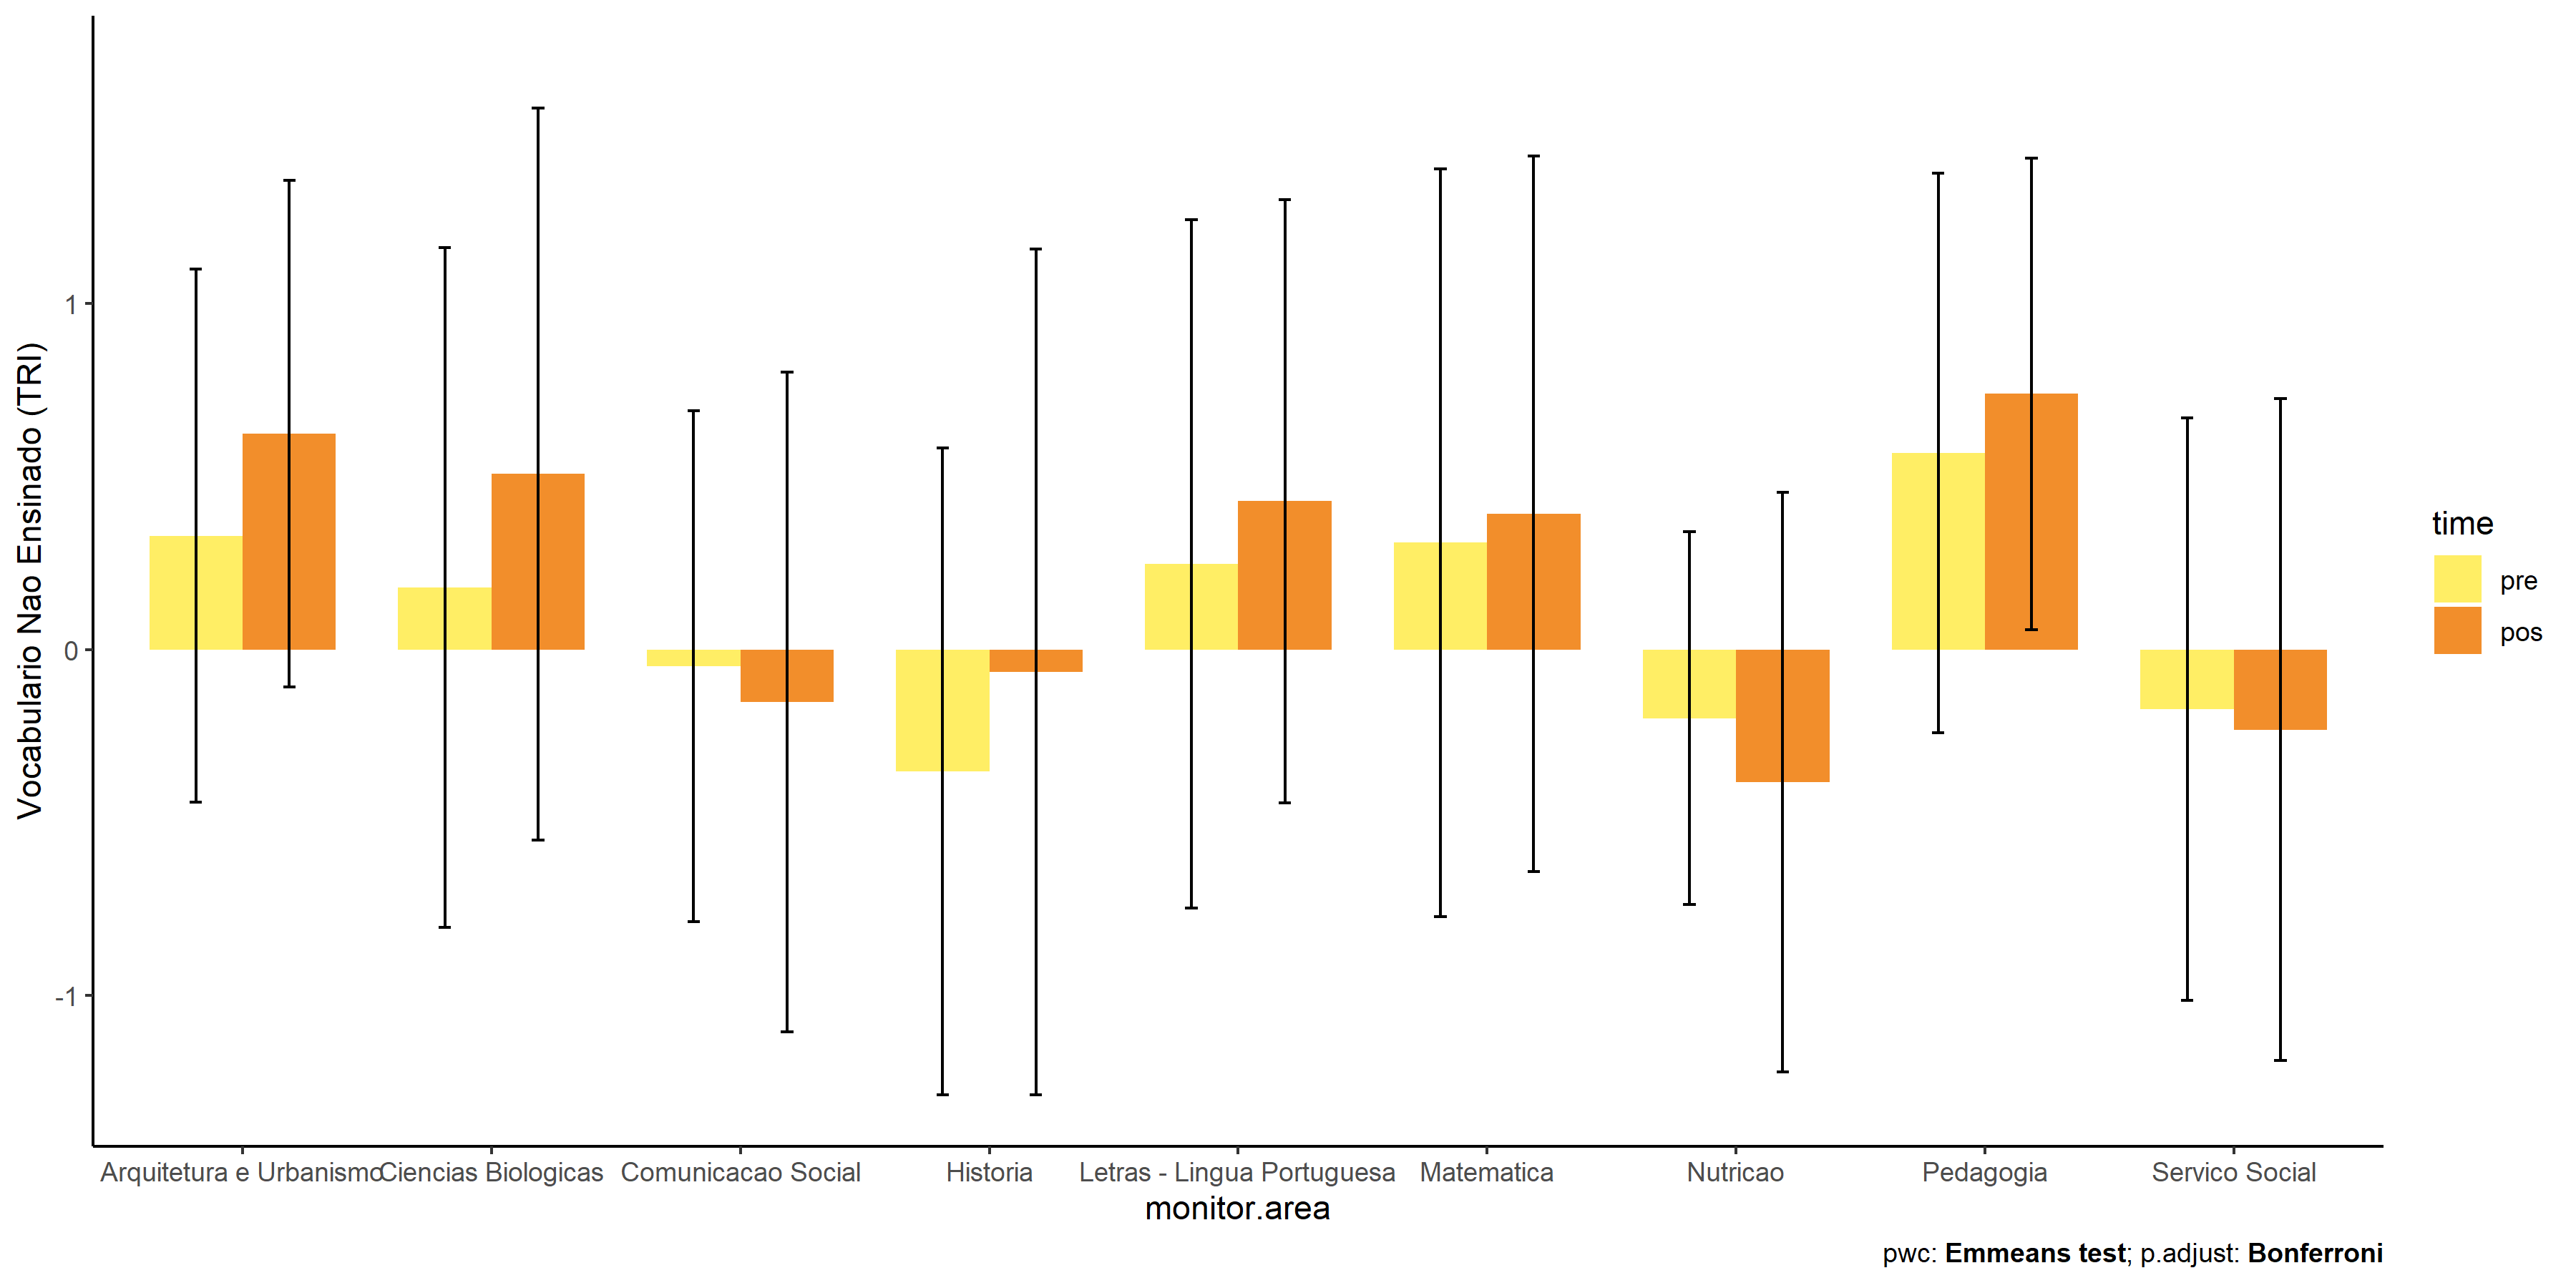 Vocabulario Nao Ensinado (TRI)
1
0
-1
Arquitetura e Urbanismo
Ciencias Biologicas
Comunicacao Social
Historia
Letras - Lingua Portuguesa
Matematica
Nutricao
Pedagogia
Servico Social
monitor.area
time
pre
pos
pwc: Emmeans test; p.adjust: Bonferroni